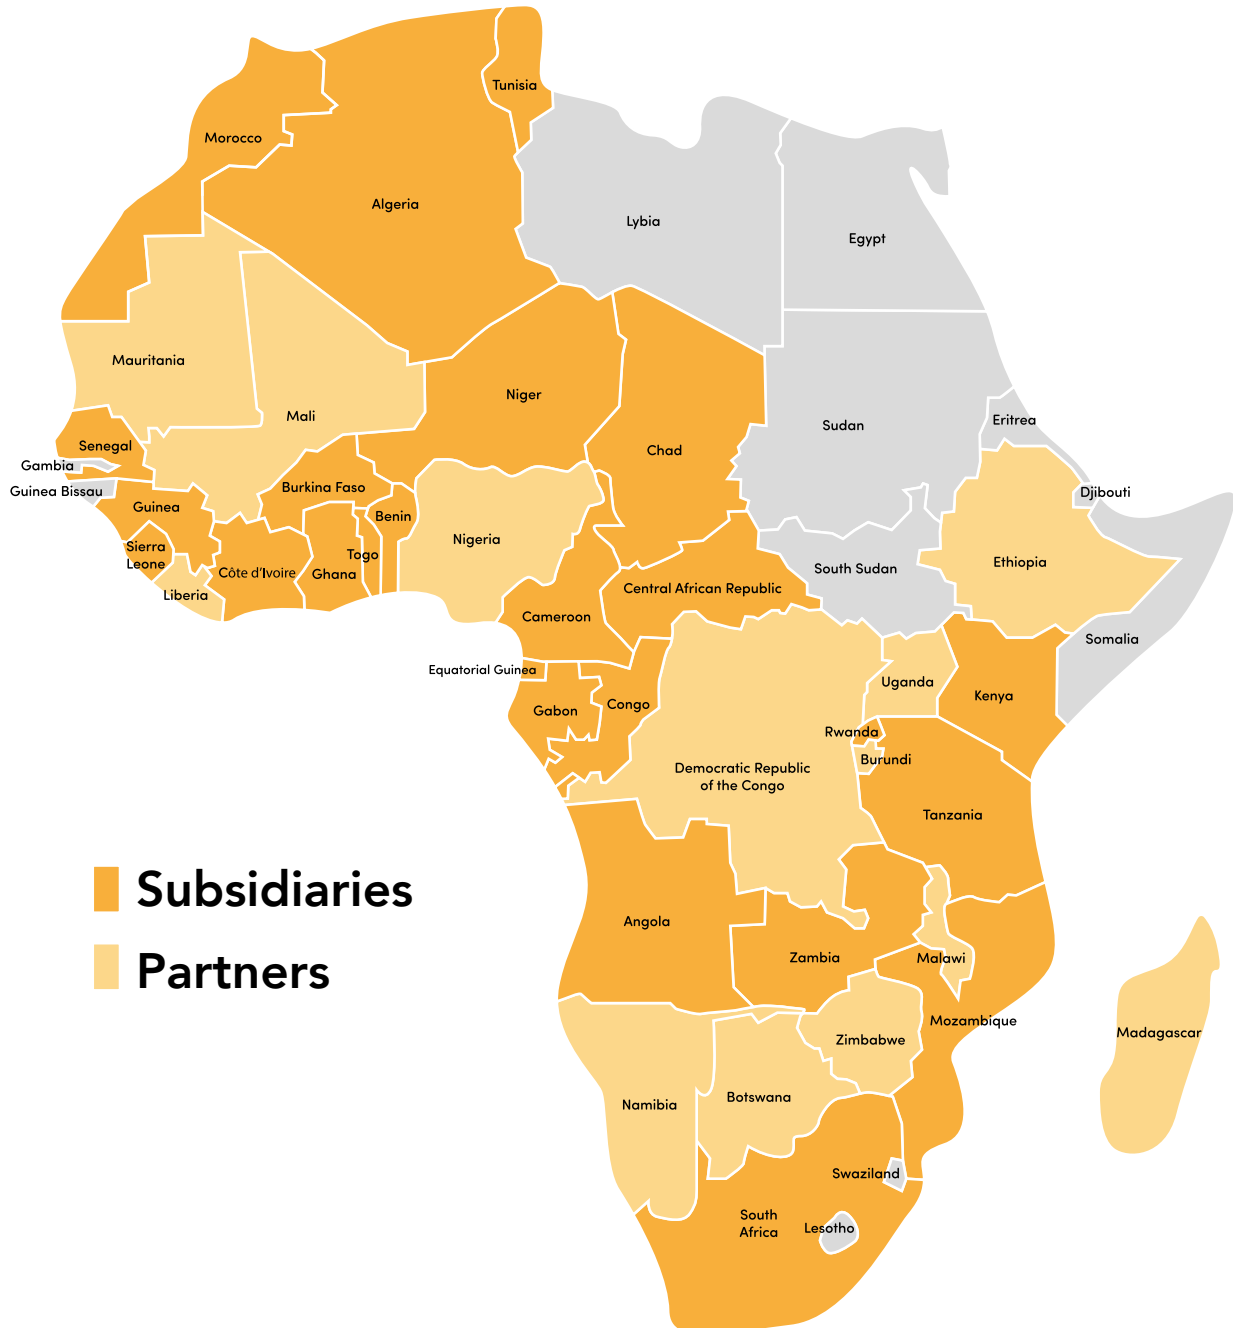 Tunisia
Morocco
Algeria
Lybia
Egypt
Mauritania
Mali
Niger
Chad
Sudan
Eritrea
Senegal
Gambia
Guinea Bissau
Guinea
Burkina Faso
Benin
Djibouti
Sierra
Leone
Togo
Nigeria
Côte d'Ivoire
Ghana
Liberia
South Sudan
Ethiopia
Central African Republic
Cameroon
Somalia
Equatorial Guinea
Uganda
Kenya
Gabon
Congo
Rwanda
Burundi
Democratic Republic
of the Congo
Tanzania
Subsidiaries
Partners
Angola
Zambia
Malawi
Mozambique
Zimbabwe
Madagascar
Namibia
Botswana
Swaziland
South
Africa
Lesotho